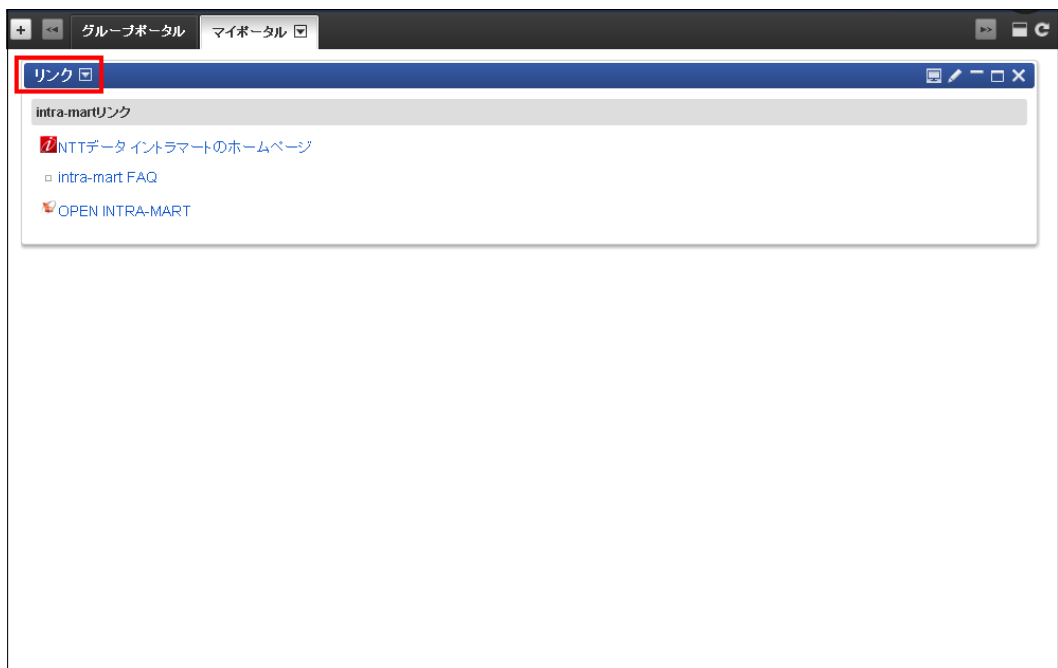 グループポータル マイポータル
リンク
intra-martリンク
NTTデータ イントラマートのホームページ
intra-mart FAQ
OPEN INTRA-MART